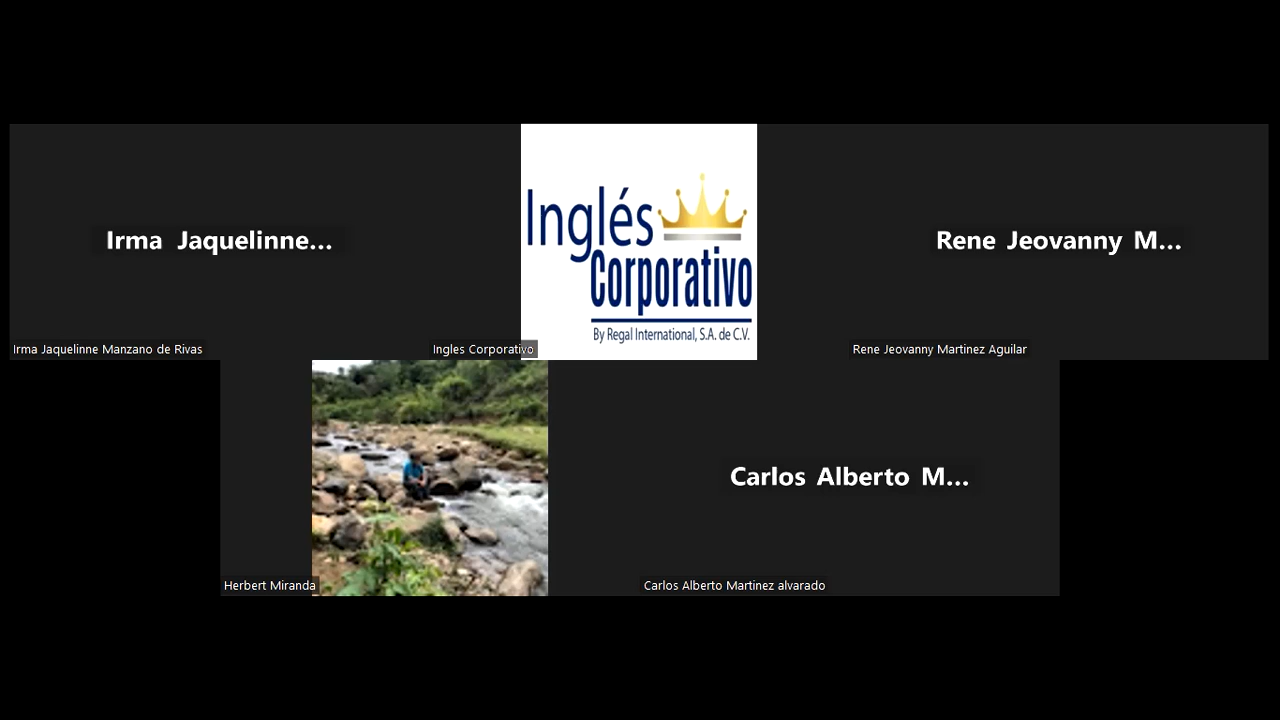 Irma Jaquelinne...
Irma Jaquelinne Manzano de Rivas
Inglés
Corporativo
By Regal International, S.A. de C.V.
Ingles Corporativo
Rene Jeovanny M...
Rene Jeovanny Martinez Aguilar
Herbert Miranda
Carlos Alberto M...
Carlos Alberto Martinez alvarado